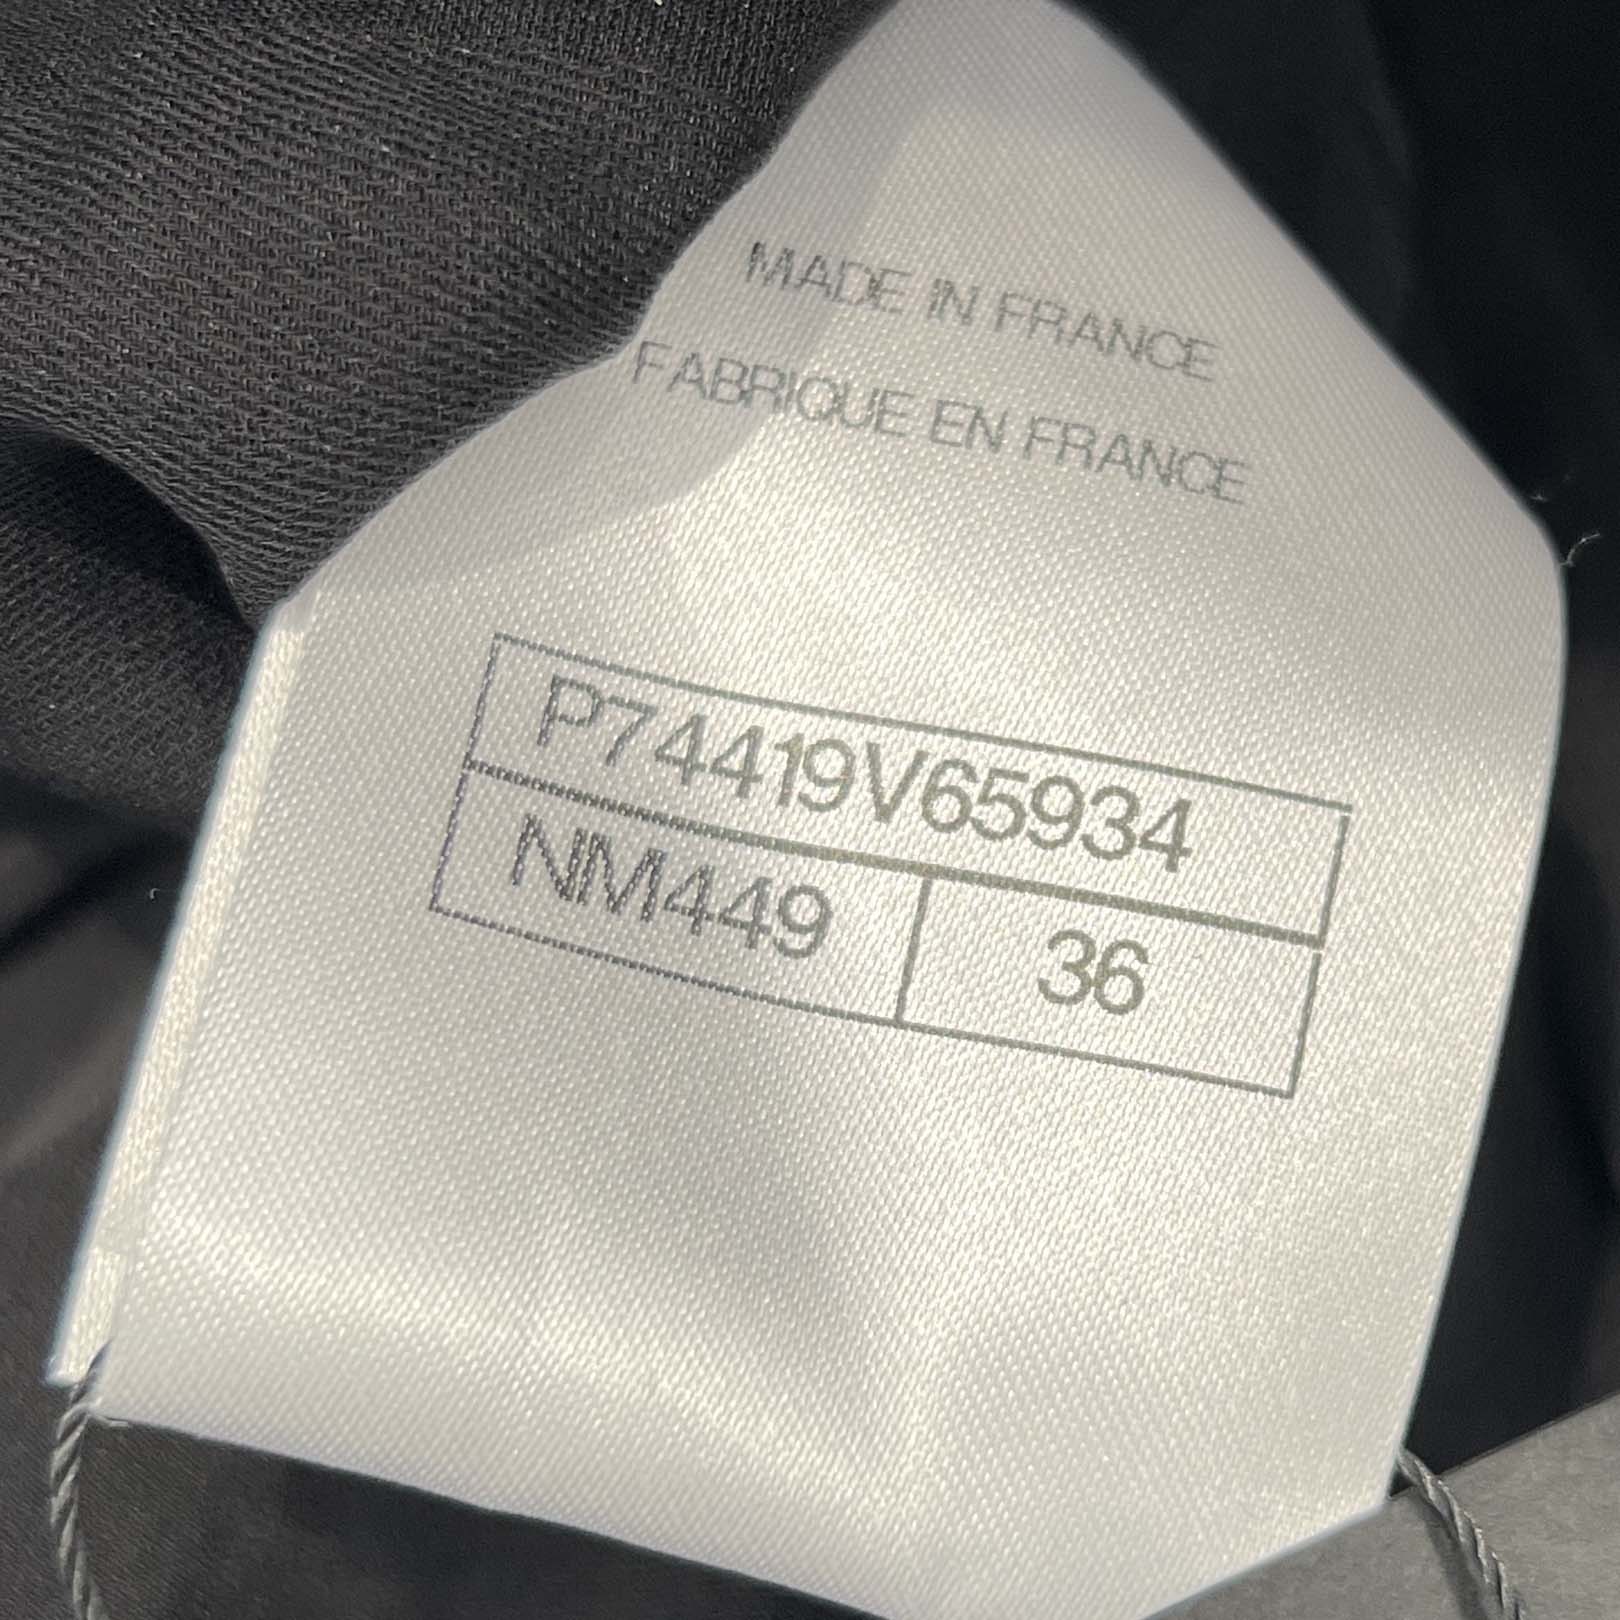 MADE IN FRANCE
FABRIQUE EN FRANCE
P74419V65934
NM449 36